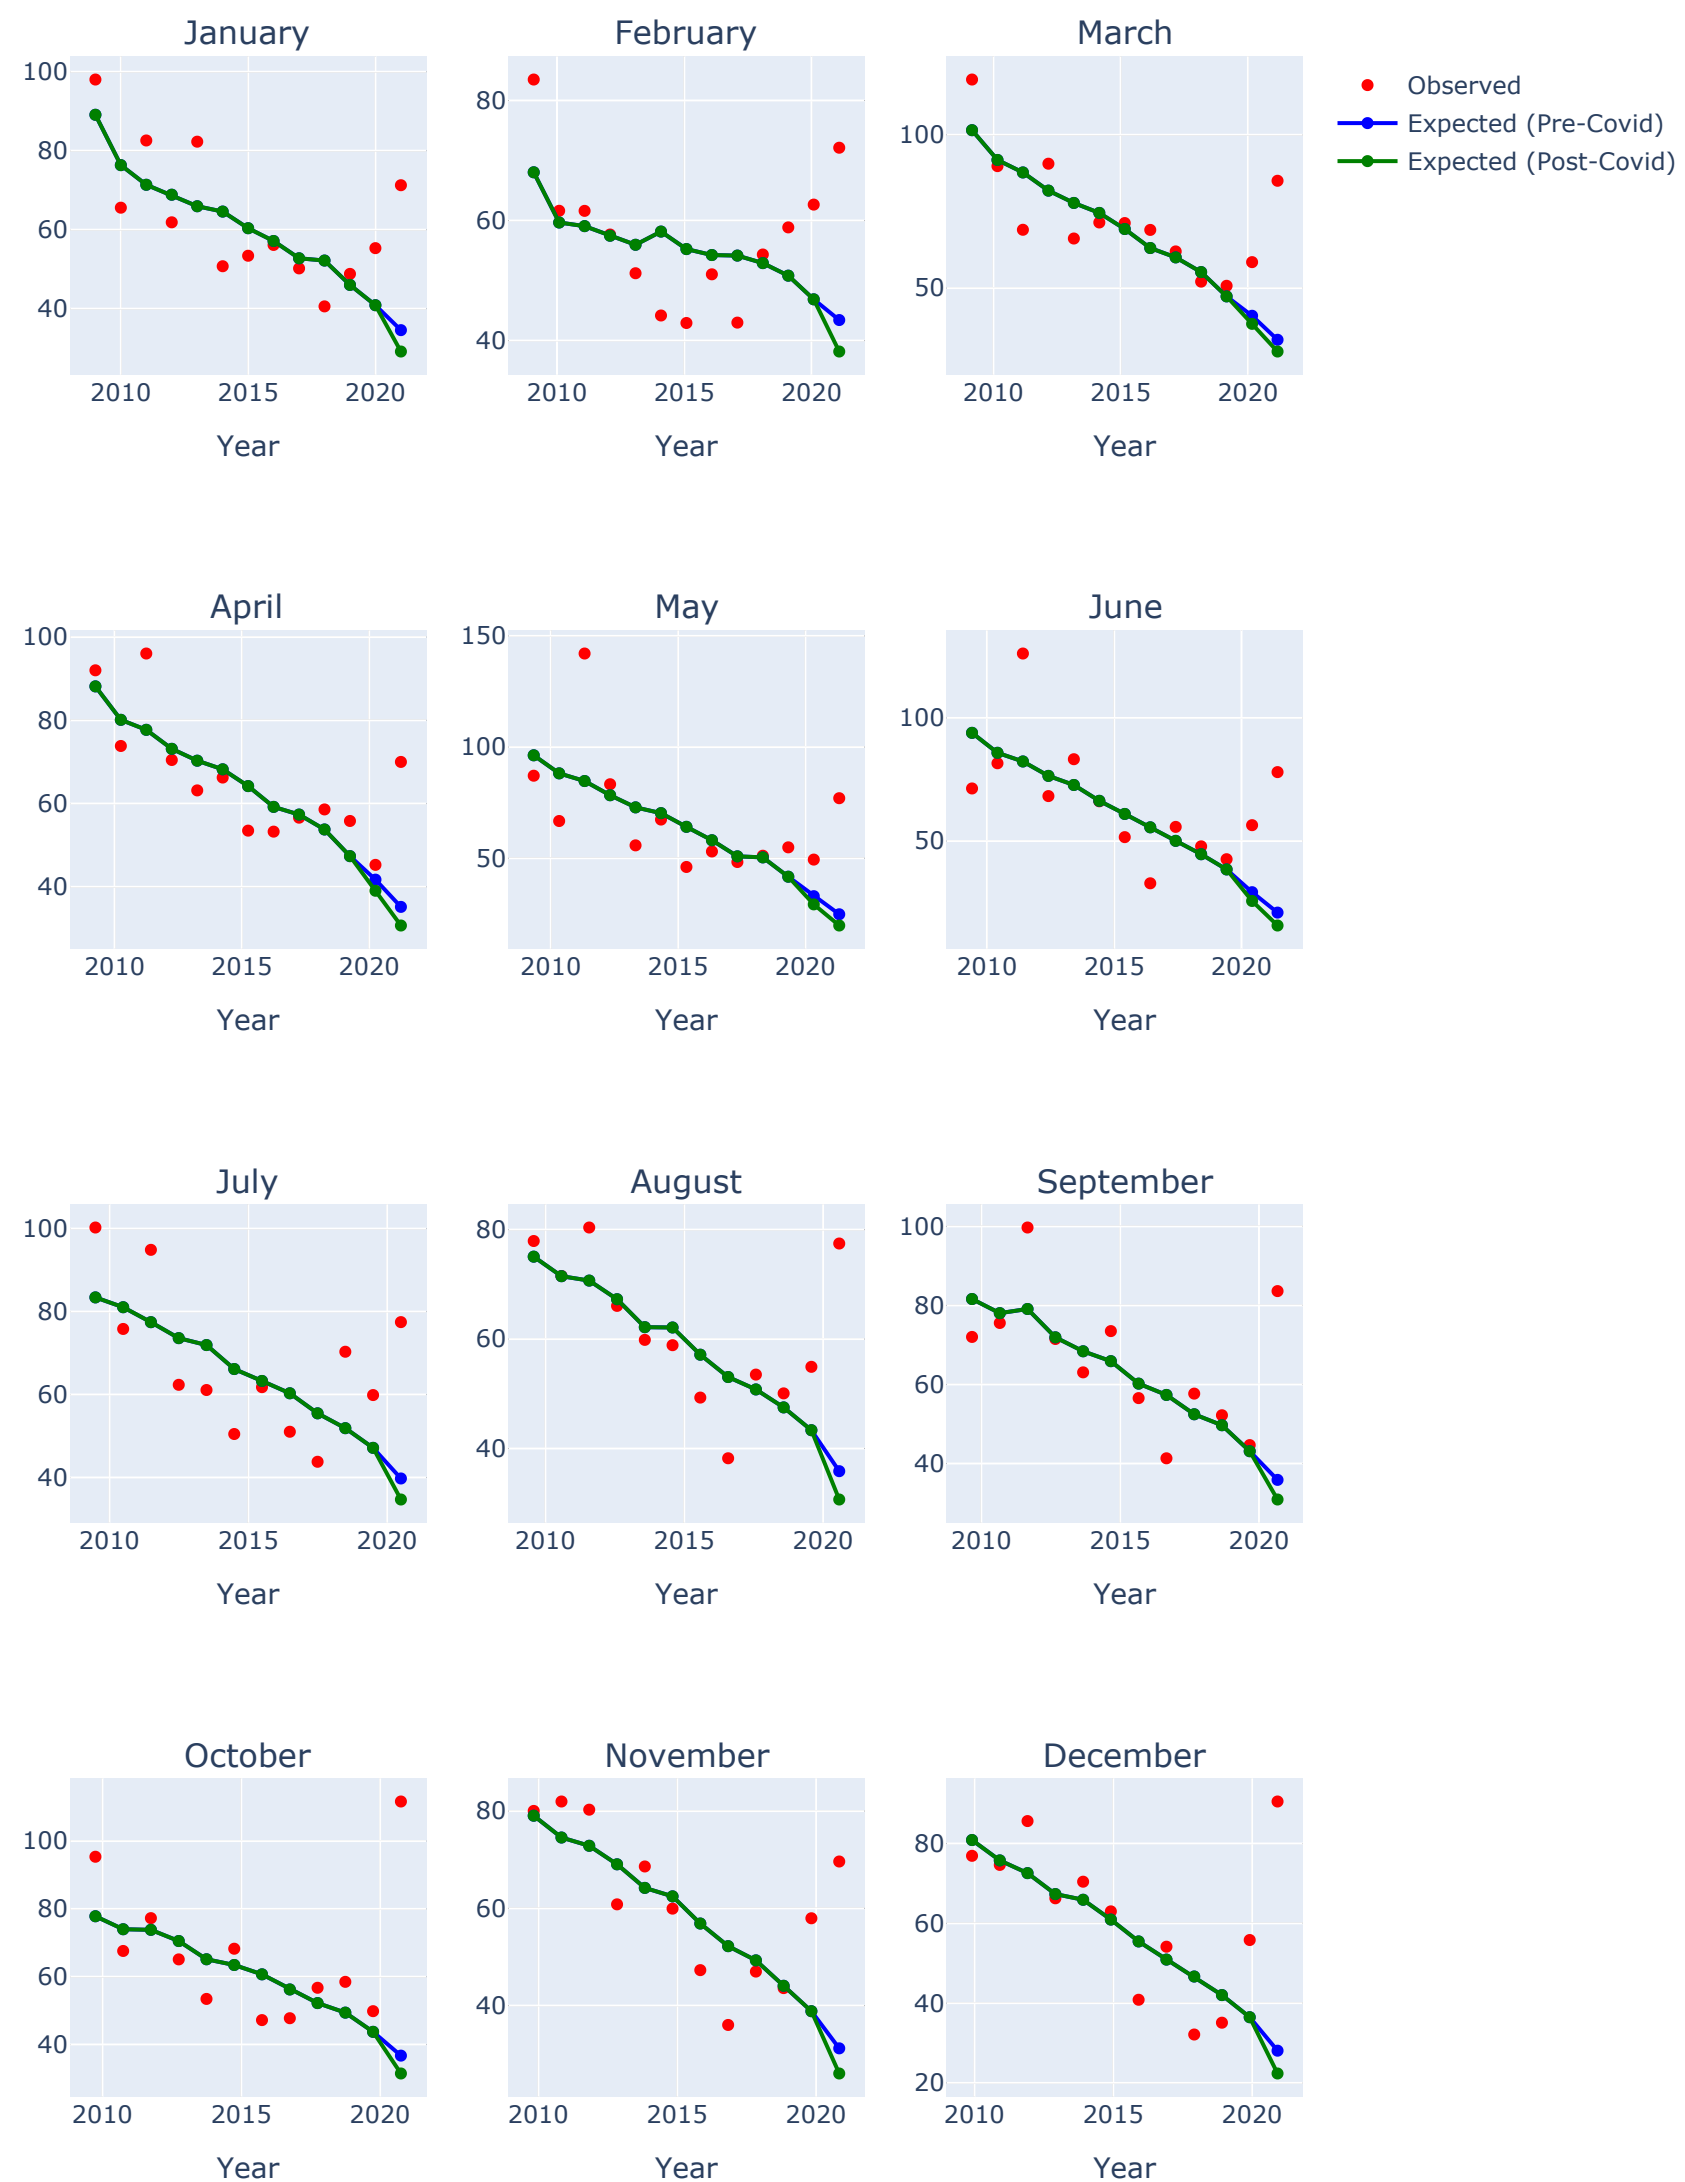 January
100
80
60
40
2010 2015 2020
Year
February
80
60
40
2010 2015 2020
Year
March
100
50
2010 2015 2020
Year
Observed
Expected (Pre-Covid)
Expected (Post-Covid)
April
100
80
60
40
2010 2015 2020
Year
May
150
100
50
2010 2015 2020
Year
June
100
50
2010 2015 2020
Year
July
100
80
60
40
2010 2015 2020
Year
August
80
60
40
2010 2015 2020
Year
September
100
80
60
40
2010 2015 2020
Year
October
100
80
60
40
2010 2015 2020
Year
November
80
60
40
2010 2015 2020
Year
December
80
60
40
20
2010 2015 2020
Year